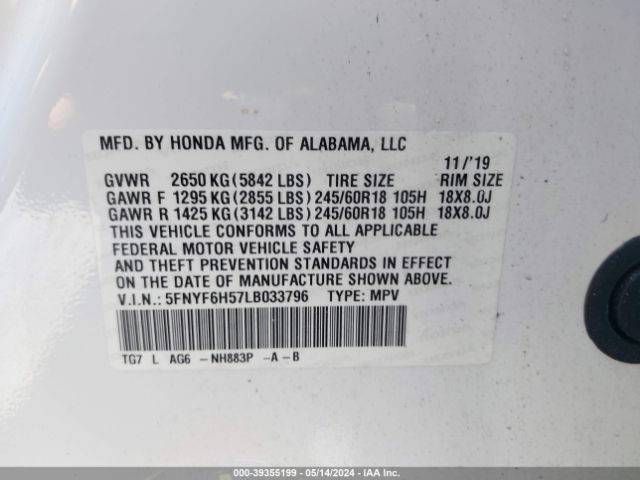 MFD. BY HONDA MFG. OF ALABAMA, LLC
11/'19
GVWR 2650 KG (5842 LBS) TIRE SIZE RIM SIZE
GAWR F 1295 KG (2855 LBS) 245/60R18 105H 18X8.0J
GAWR R 1425 KG (3142 LBS) 245/60R18 105H 18X8.0J
THIS VEHICLE CONFORMS TO ALL APPLICABLE
FEDERAL MOTOR VEHICLE SAFETY
AND THEFT PREVENTION STANDARDS IN EFFECT
ON THE DATE OF MANUFACTURE SHOWN ABOVE.
V.I.N.: 5FNYF6H57LB033796 TYPE: MPV
TG7 L AG6 -NH883P -A-B
000-39355199 - 05/14/2024 - IAAI.COM